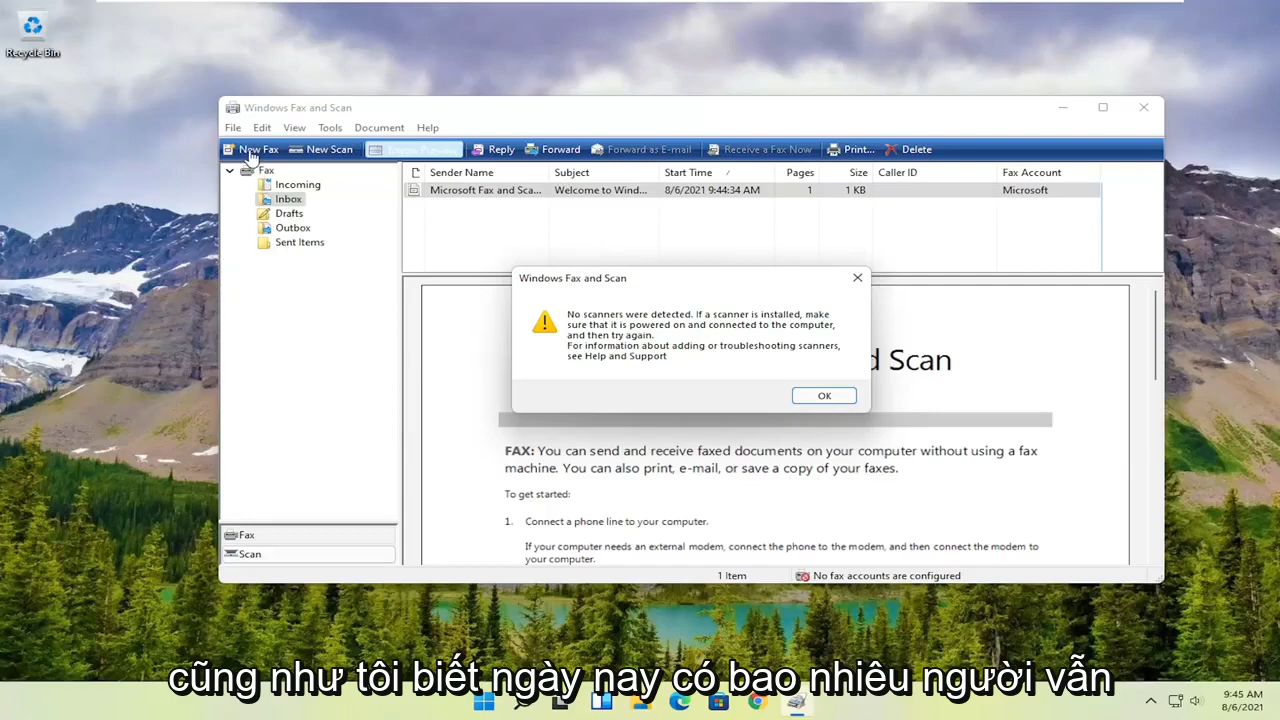 Recycle Bin
Windows Fax and Scan
File Edit View Tools Document Help
New Fax New Scan Reply Forward Forward as E-mail Receive a Fax Now Print... Delete
Fax
Incoming
Inbox
Drafts
Outbox
Sent Items
Sender Name Subject Start Time / Pages Size Caller ID Fax Account
Microsoft Fax and Sca... Welcome to Wind... 8/6/2021 9:44:34 AM 1 1 KB Microsoft
Windows Fax and Scan
No scanners were detected. If a scanner is installed, make
sure that it is powered on and connected to the computer,
and then try again.
For information about adding or troubleshooting scanners,
see Help and Support
OK
d Scan
FAX: You can send and receive faxed documents on your computer without using a fax
machine. You can also print, e-mail, or save a copy of your faxes.
To get started:
1. Connect a phone line to your computer.
If your computer needs an external modem, connect the phone to the modem, and then connect the modem to
your computer.
Fax
Scan
1 Item No fax accounts are configured
cũng như tôi biết ngày nay có bao nhiêu người vẫn
9:45 AM
8/6/2021